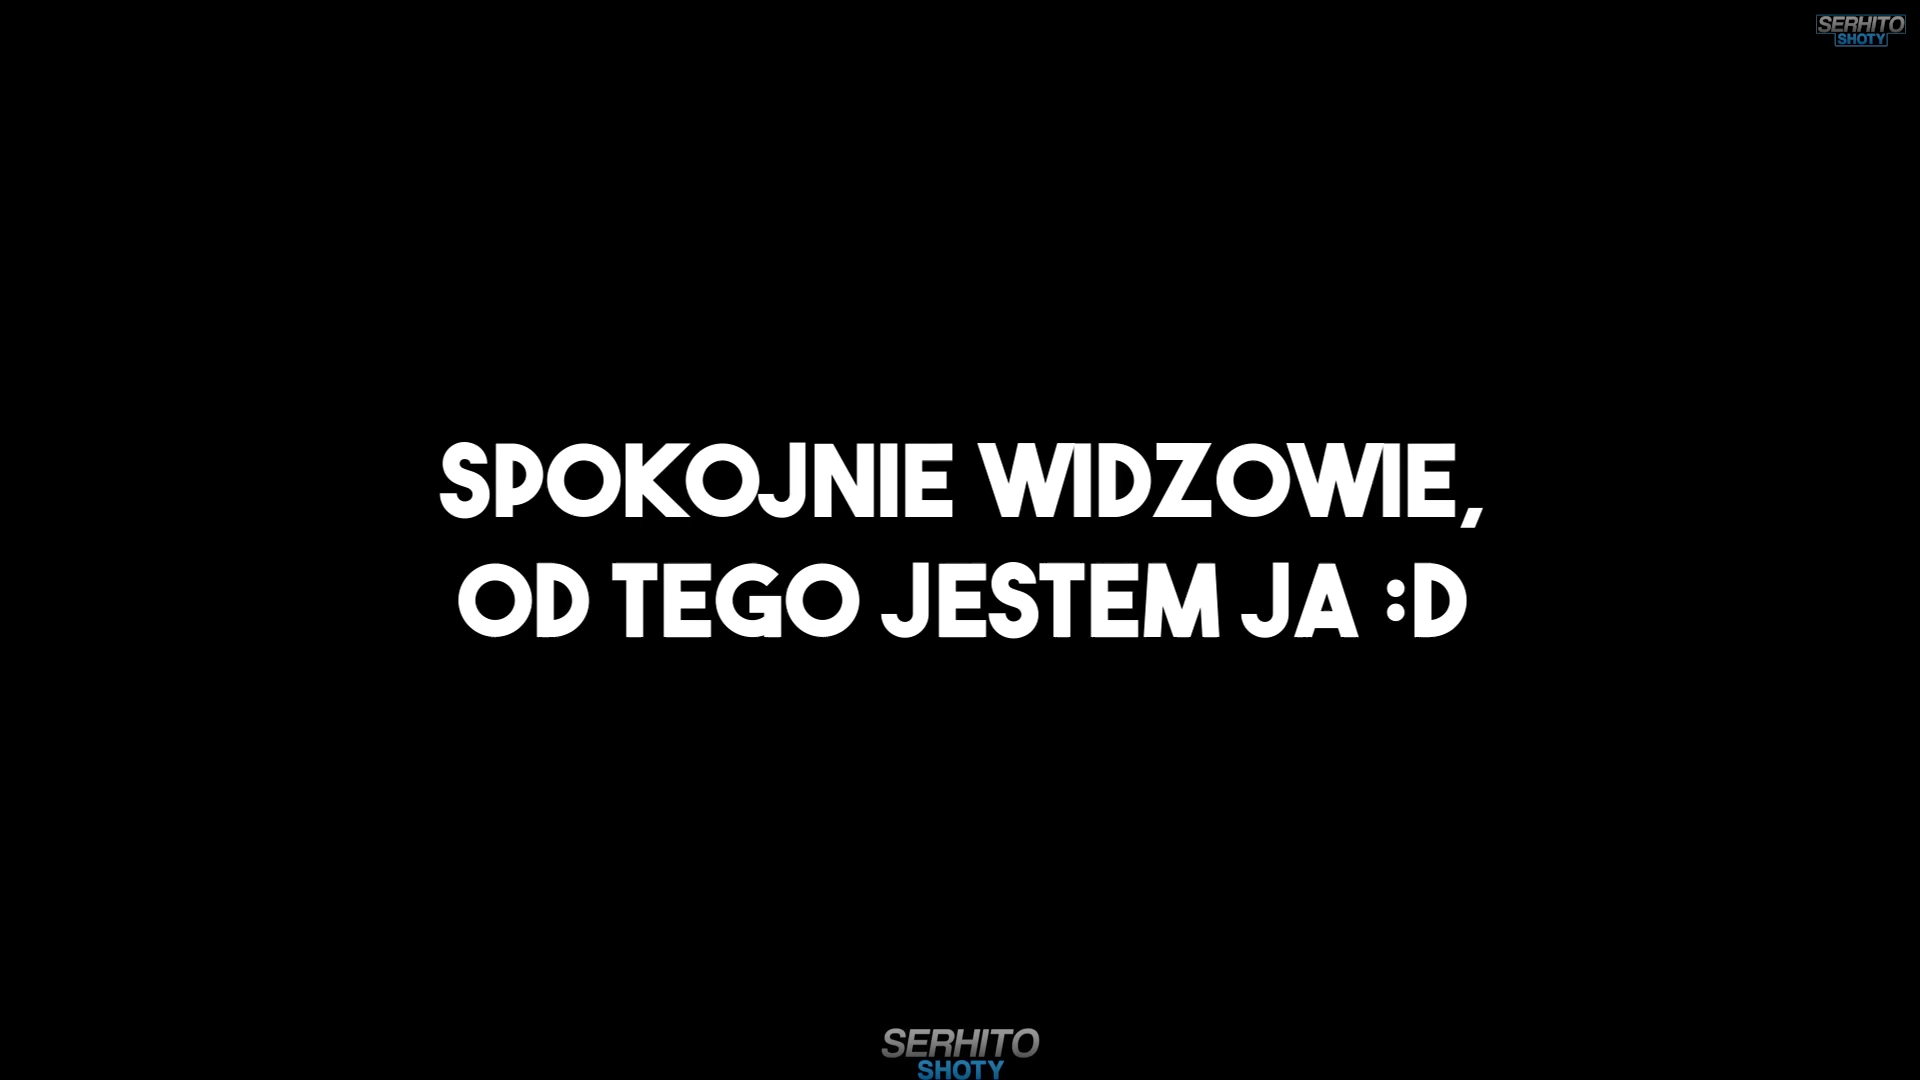 SERHITO
SHOTY
SPOKOJNIE WIDZOWIE,
OD TEGO JESTEM JA :D
SERHITO
SHOTY